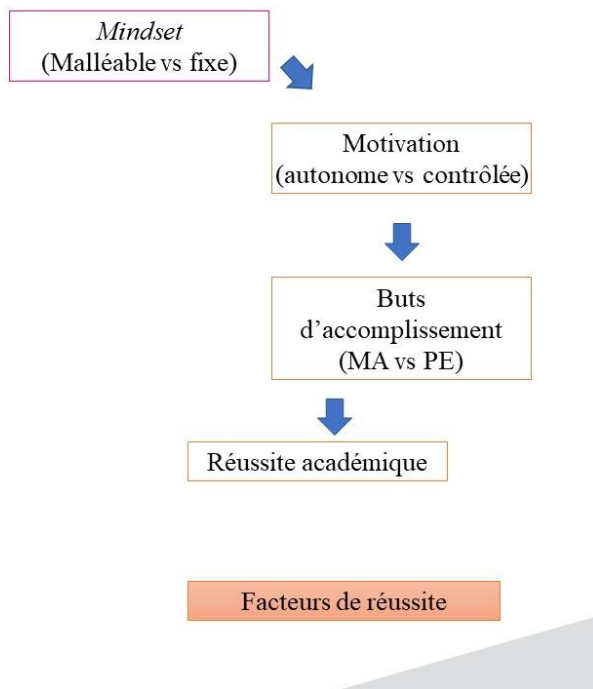 Mindset
(Malléable vs fixe)
Motivation
(autonome vs contrôlée)
Buts
d’accomplissement
(MA vs PE)
Réussite académique
Facteurs de réussite